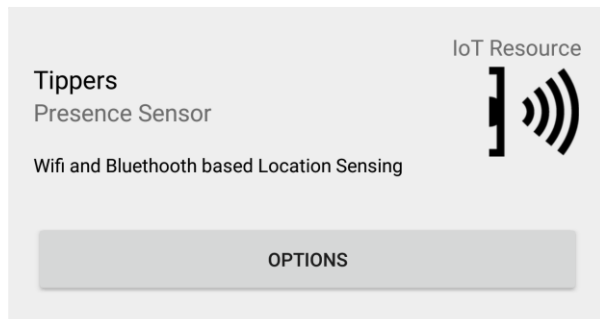 IoT Resource
Tippers
Presence Sensor
Wifi and Bluethooth based Location Sensing
OPTIONS